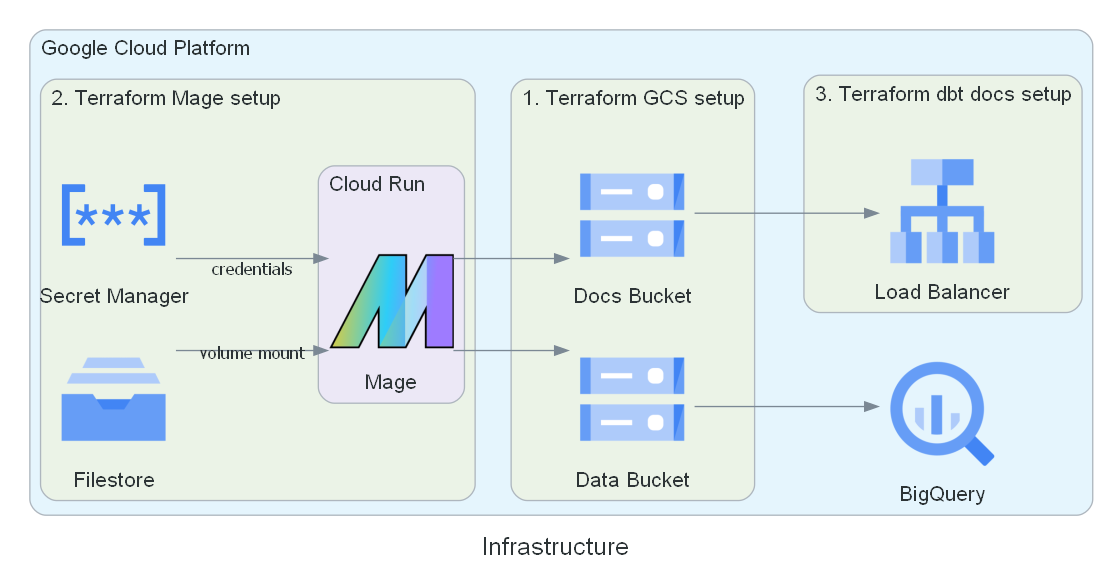 Google Cloud Platform
2. Terraform Mage setup
1. Terraform GCS setup
3. Terraform dbt docs setup
Cloud Run
[***]
credentials
Secret Manager
Docs Bucket
Load Balancer
volume mount
Mage
Filestore
Data Bucket
BigQuery
Infrastructure